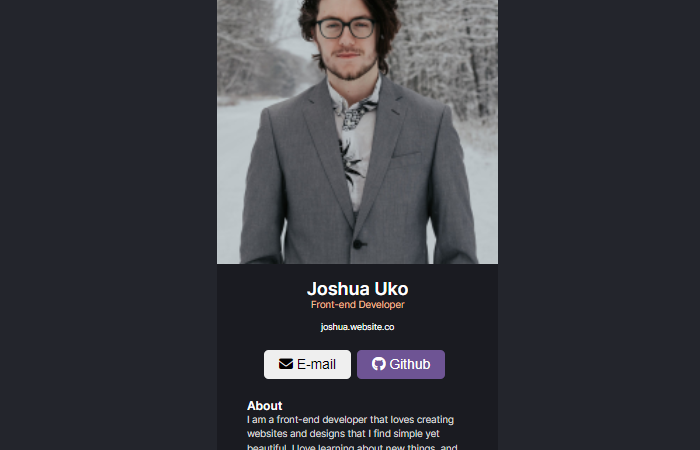 Joshua Uko
Front-end Developer
joshua.website.co
E-mail
Github
About
I am a front-end developer that loves creating
websites and designs that I find simple yet
beautiful. I love learning about new things, and